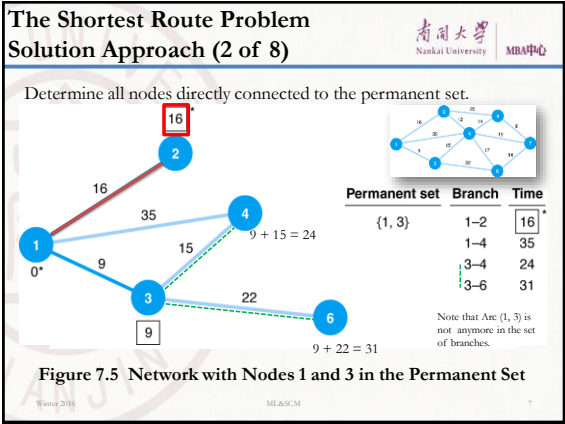 The Shortest Route Problem
Solution Approach (2 of 8)
南開大學
Nankai University
MBA中心
Determine all nodes directly connected to the permanent set.
16*
2
16
35
4
9 + 15 = 24
15
1
0*
9
3
9
22
6
9 + 22 = 31
Permanent set Branch Time
{1, 3} 1–2 16*
1–4 35
3–4 24
3–6 31
Note that Arc (1, 3) is
not anymore in the set
of branches.
Figure 7.5 Network with Nodes 1 and 3 in the Permanent Set
Winter 2016
ML&SCM
7